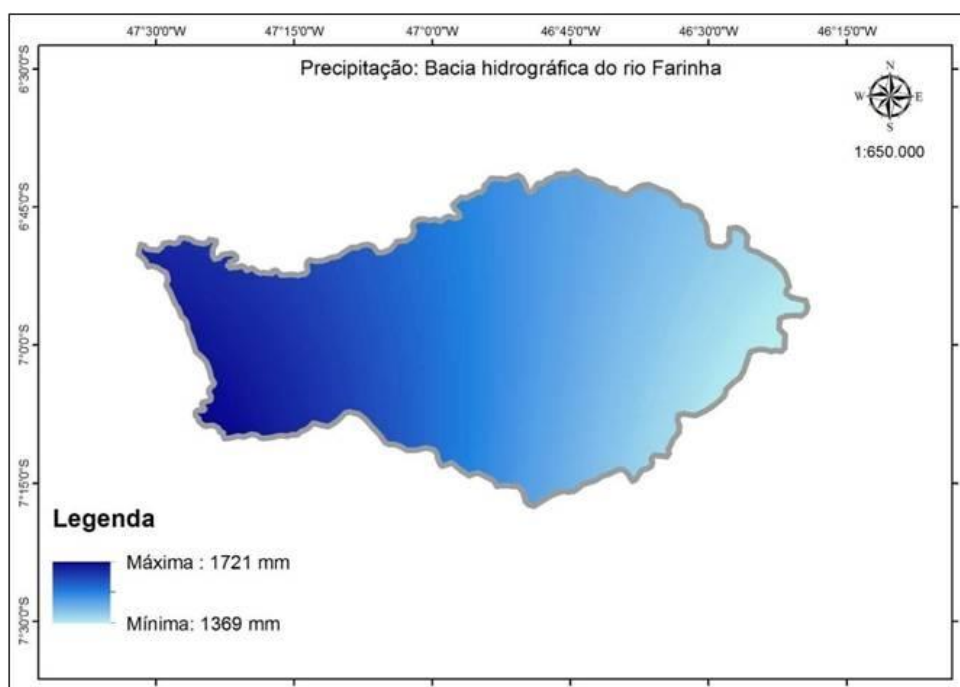 47°30'0"W 47°15'0"W 47°0'0"W 46°45'0"W 46°30'0"W 46°15'0"W
Precipitação: Bacia hidrográfica do rio Farinha
N
W E
S
1:650.000
6°30'0"S
6°45'0"S
7°0'0"S
7°15'0"S
7°30'0"S
Legenda
Máxima : 1721 mm
Mínima: 1369 mm